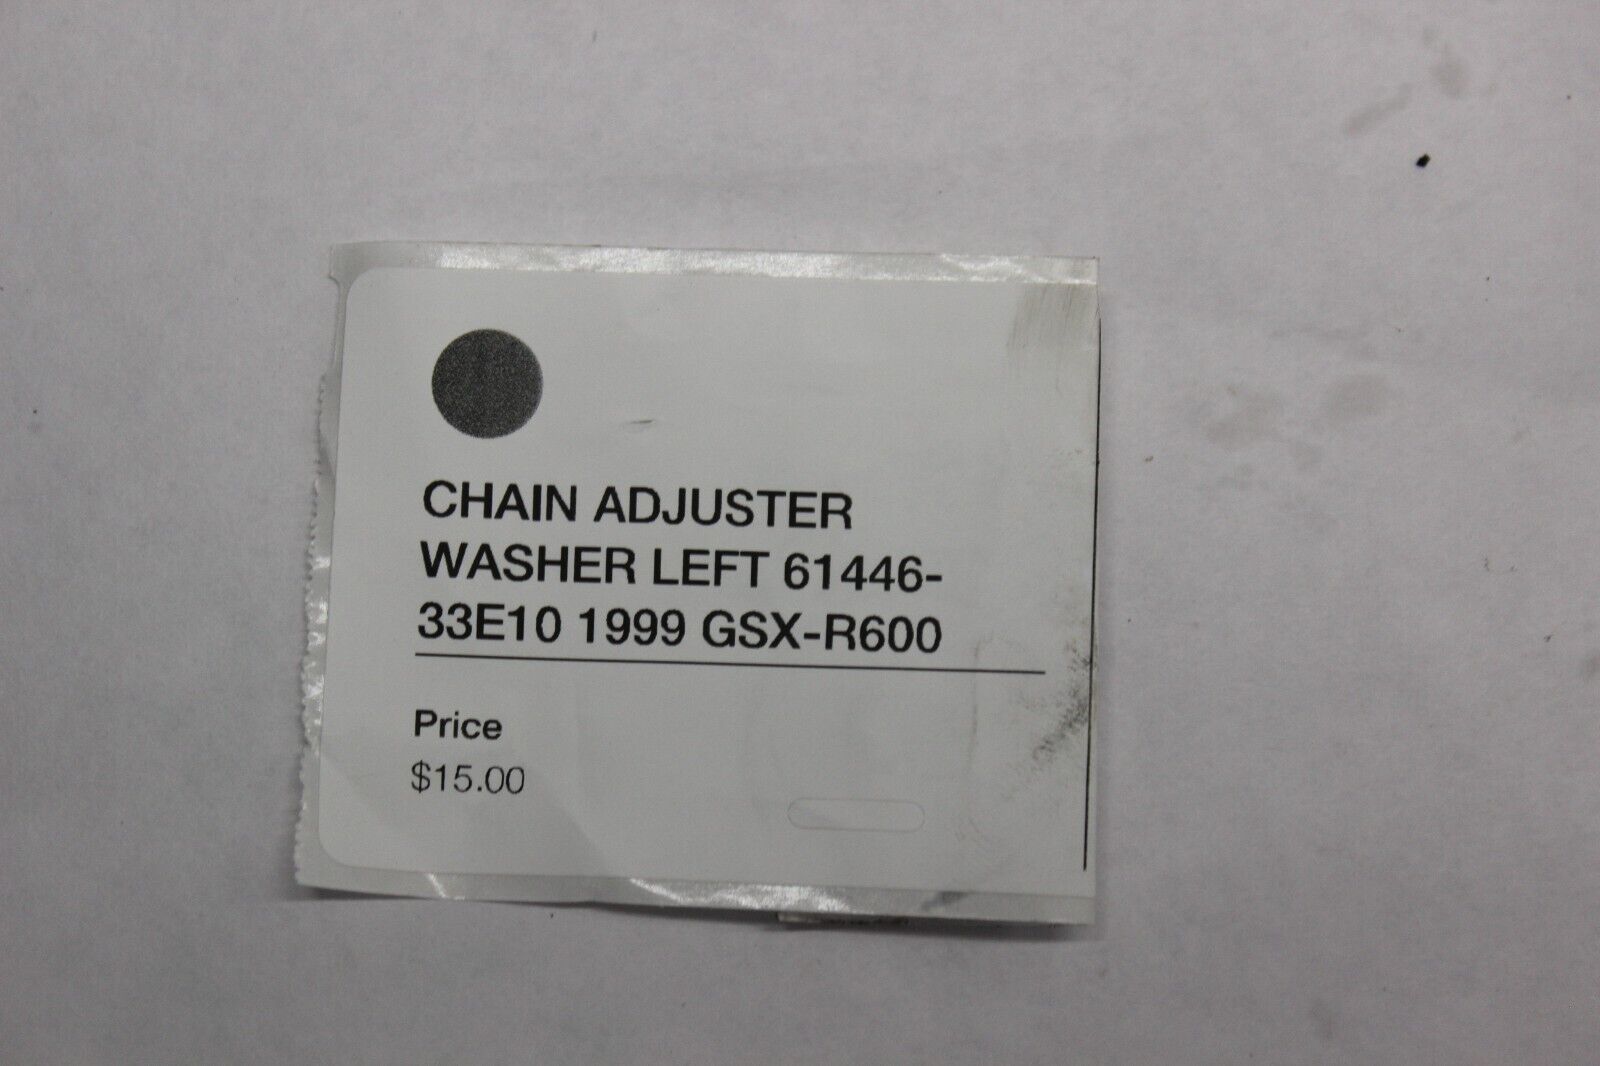 CHAIN ADJUSTER
WASHER LEFT 61446-
33E10 1999 GSX-R600
Price
$15.00